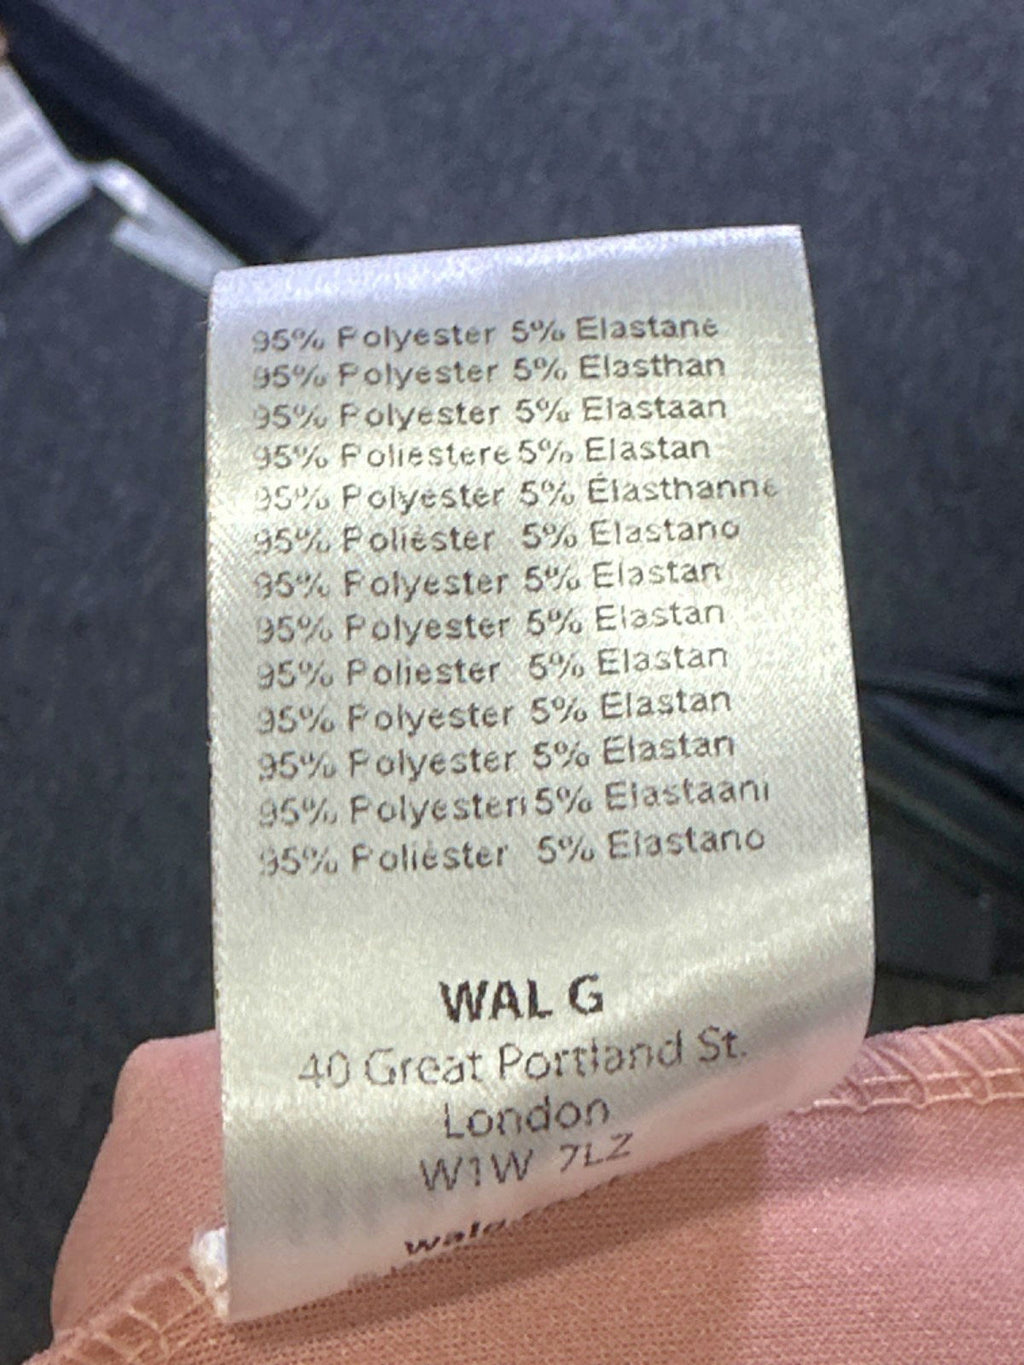 95% Polyester 5% Elastane
95% Polyester 5% Elasthan
95% Polyester 5% Elastaan
95% Poliestere 5% Elastan
95% Polyester 5% Élasthanne
95% Poliéster 5% Elastano
95% Polyester 5% Elastan
95% Polyester 5% Elastan
95% Poliester 5% Elastan
95% Polyester 5% Elastan
95% Polyester 5% Elastan
95% Polyesteri 5% Elastaani
95% Poliéster 5% Elastano
WAL G
40 Great Portland St.
London
W1W 7LZ